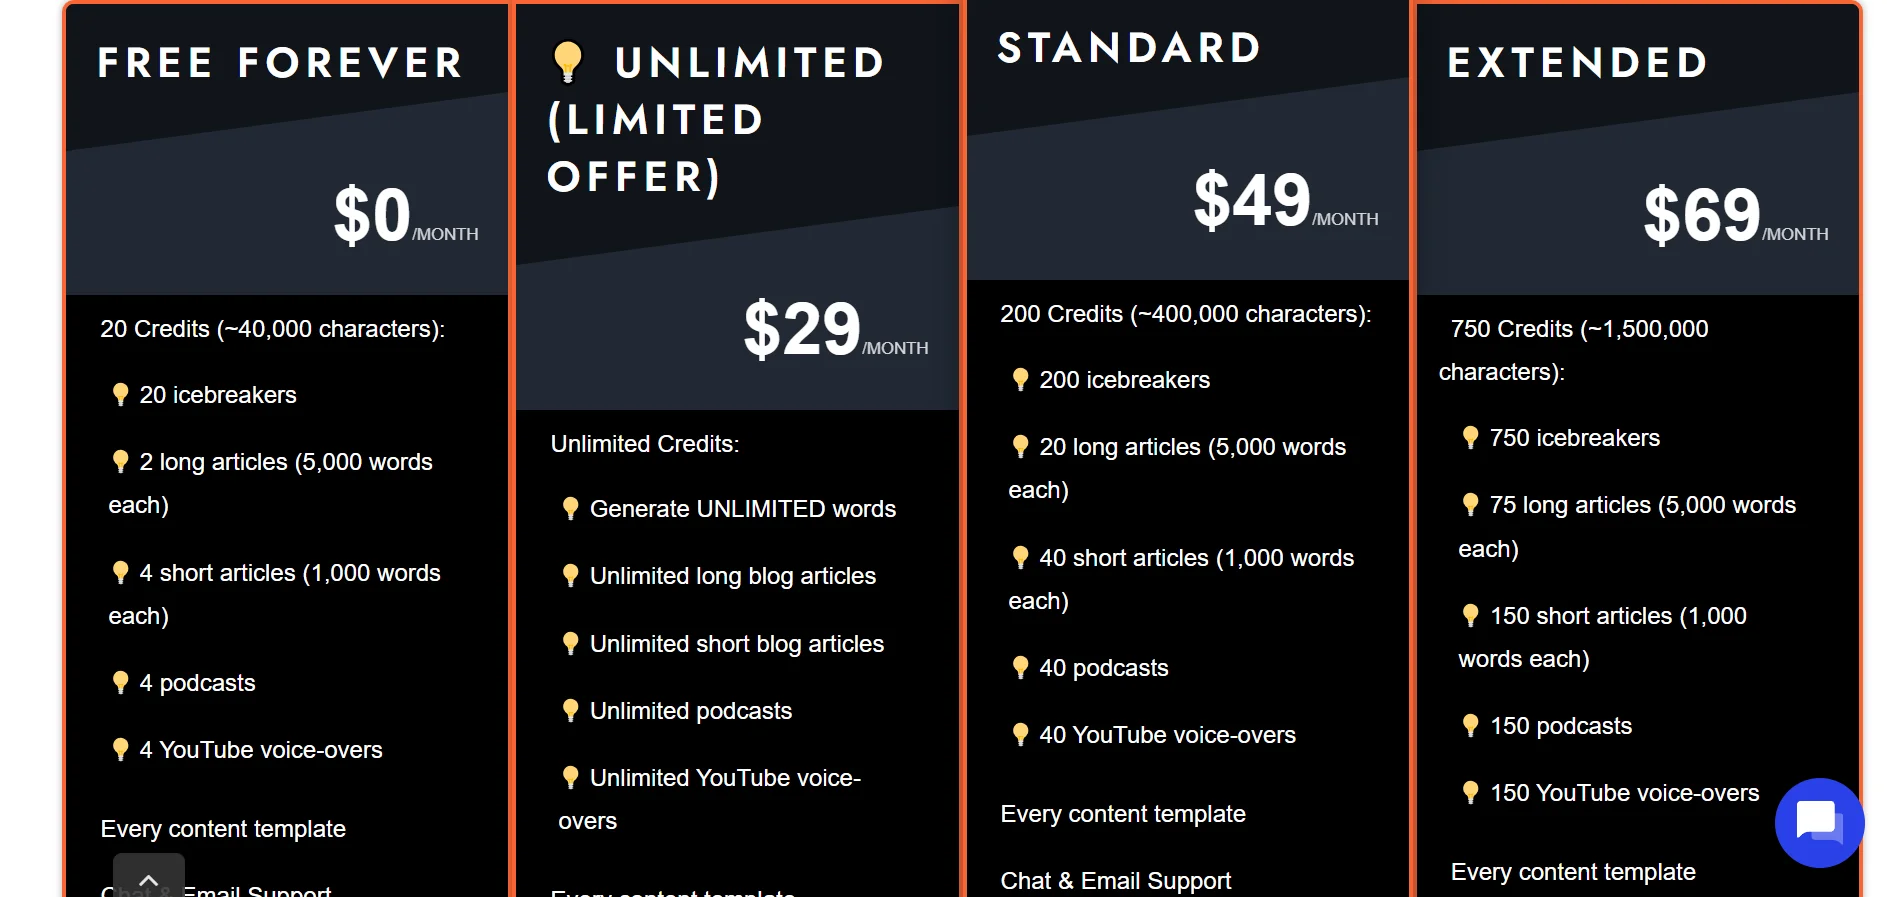 FREE FOREVER
$0/MONTH
20 Credits (~40,000 characters):
20 icebreakers
2 long articles (5,000 words
each)
4 short articles (1,000 words
each)
4 podcasts
4 YouTube voice-overs
Every content template
Chat & Email Support
UNLIMITED
(LIMITED
OFFER)
$29/MONTH
Unlimited Credits:
Generate UNLIMITED words
Unlimited long blog articles
Unlimited short blog articles
Unlimited podcasts
Unlimited YouTube voice-
overs
Every content template
STANDARD
$49/MONTH
200 Credits (~400,000 characters):
200 icebreakers
20 long articles (5,000 words
each)
40 short articles (1,000 words
each)
40 podcasts
40 YouTube voice-overs
Every content template
Chat & Email Support
EXTENDED
$69/MONTH
750 Credits (~1,500,000
characters):
750 icebreakers
75 long articles (5,000 words
each)
150 short articles (1,000
words each)
150 podcasts
150 YouTube voice-overs
Every content template